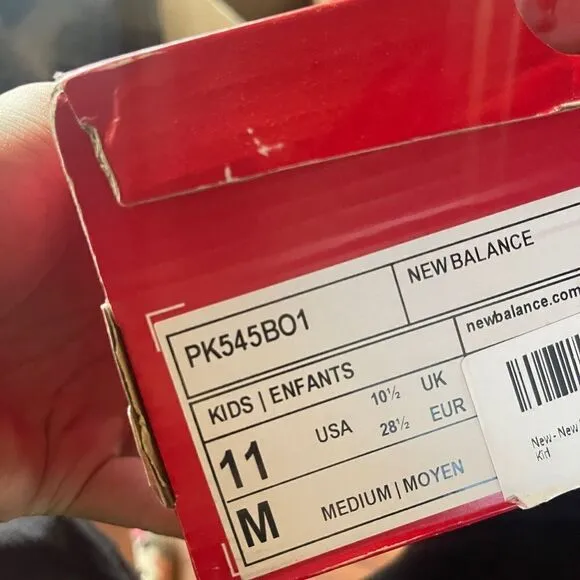 PK545BO1
NEW BALANCE
KIDS | ENFANTS
newbalance.com
11
USA
10½ UK
28½ EUR
M
MEDIUM | MOYEN
New - New
Kid